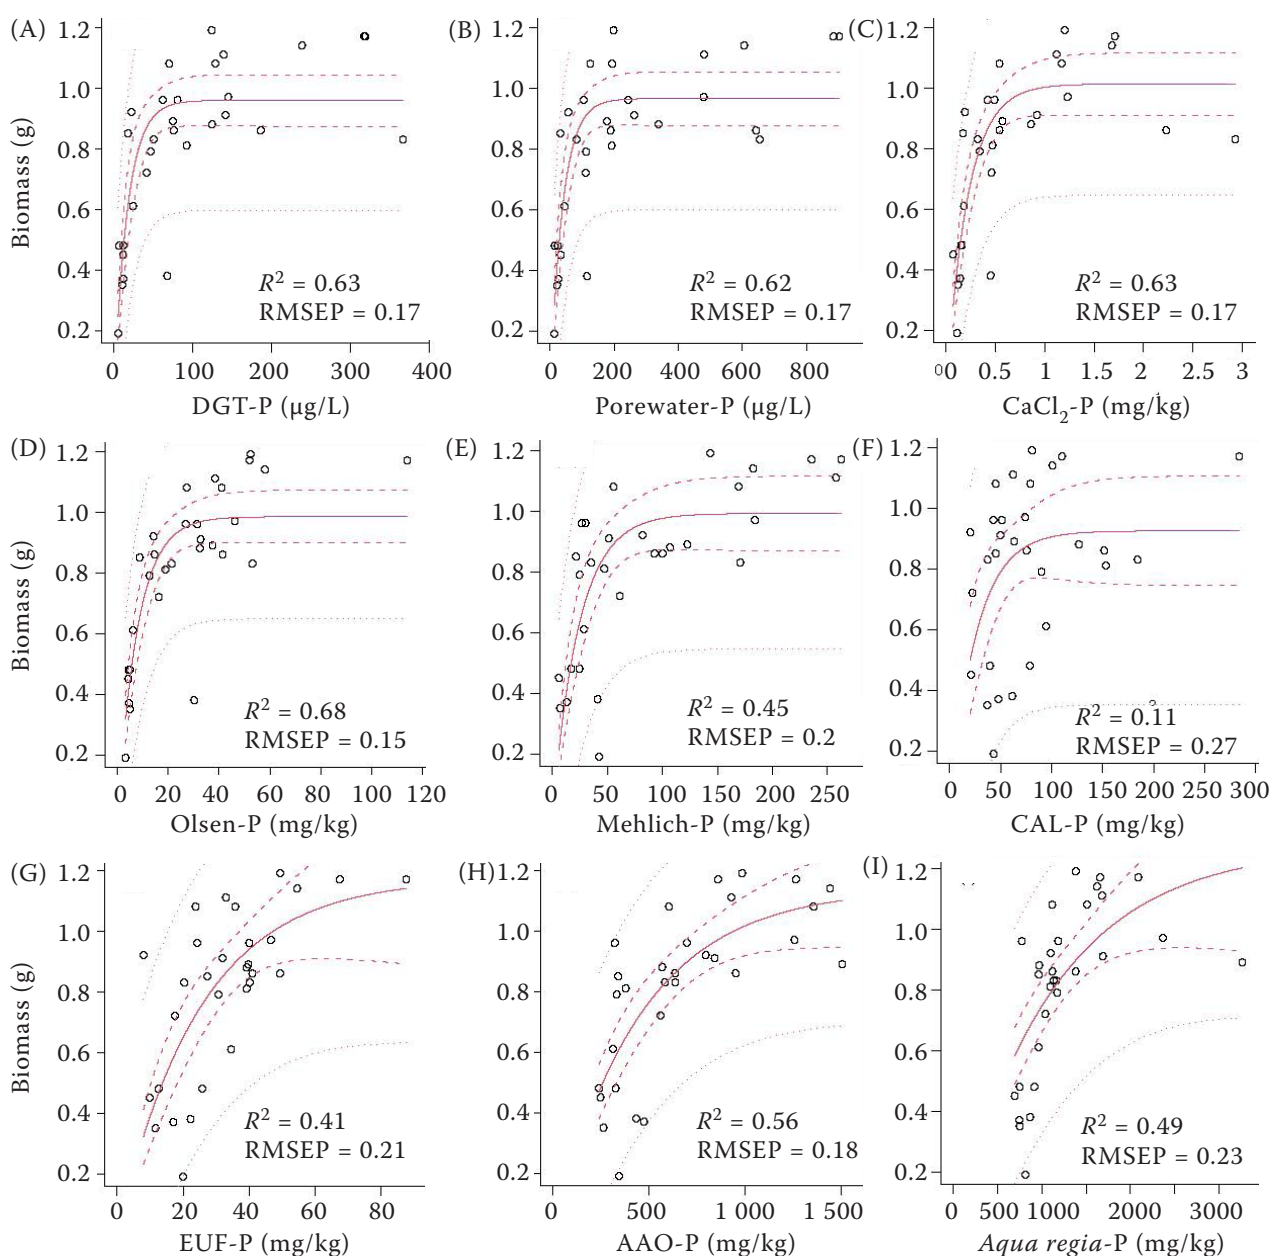 (A) 1.2 (B) 1.2 (C) 1.2
1.0 1.0 1.0
Biomass (g) 0.8 0.8 0.8
0.6 0.6 0.6
0.4 0.4 0.4
R² = 0.63 R² = 0.62 R² = 0.63
RMSEP = 0.17 RMSEP = 0.17 RMSEP = 0.17
0.2 0.2 0.2
0 100 200 300 400 0 200 400 600 800 0 0.5 1 1.5 2 2.5 3
DGT-P (µg/L) Porewater-P (µg/L) CaCl₂-P (mg/kg)
(D) 1.2 (E) 1.2 (F) 1.2
1.0 1.0 1.0
Biomass (g) 0.8 0.8 0.8
0.6 0.6 0.6
0.4 0.4 0.4
R² = 0.68 R² = 0.45 R² = 0.11
RMSEP = 0.15 RMSEP = 0.2 RMSEP = 0.27
0.2 0.2 0.2
0 20 40 60 80 100 120 0 50 100 150 200 250 0 50 100 150 200 250 300
Olsen-P (mg/kg) Mehlich-P (mg/kg) CAL-P (mg/kg)
(G) 1.2 (H) 1.2 (I) 1.2
1.0 1.0 1.0
Biomass (g) 0.8 0.8 0.8
0.6 0.6 0.6
0.4 0.4 0.4
R² = 0.41 R² = 0.56 R² = 0.49
RMSEP = 0.21 RMSEP = 0.18 RMSEP = 0.23
0.2 0.2 0.2
0 20 40 60 80 0 500 1 000 1 500 0 500 1000 2000 3000
EUF-P (mg/kg) AAO-P (mg/kg) Aqua regia-P (mg/kg)